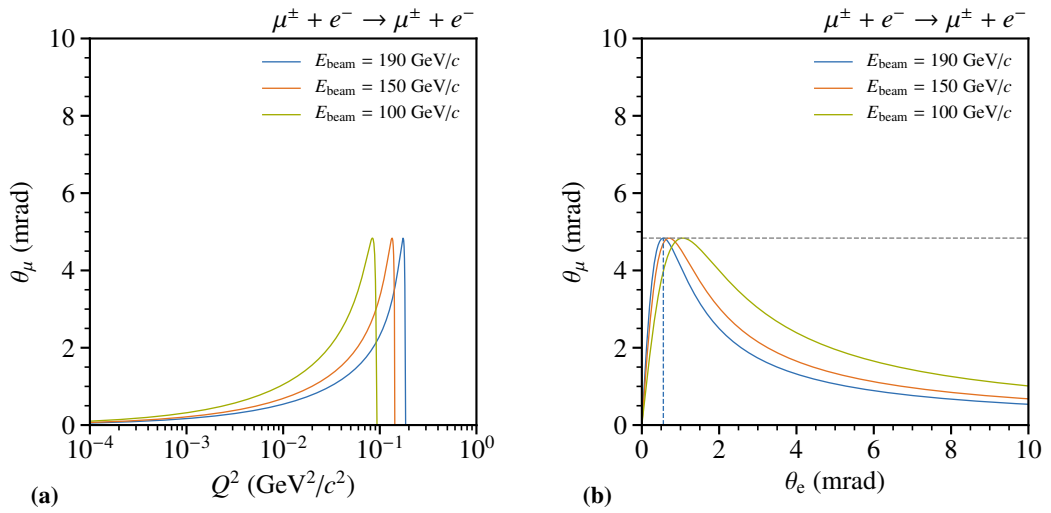 μ± + e− → μ± + e−
10
8
6
4
2
0
θμ (mrad)
Ebeam = 190 GeV/c
Ebeam = 150 GeV/c
Ebeam = 100 GeV/c
10−4 10−3 10−2 10−1 100
Q2 (GeV2/c2)
(a)
μ± + e− → μ± + e−
10
8
6
4
2
0
θμ (mrad)
Ebeam = 190 GeV/c
Ebeam = 150 GeV/c
Ebeam = 100 GeV/c
0 2 4 6 8 10
θe (mrad)
(b)